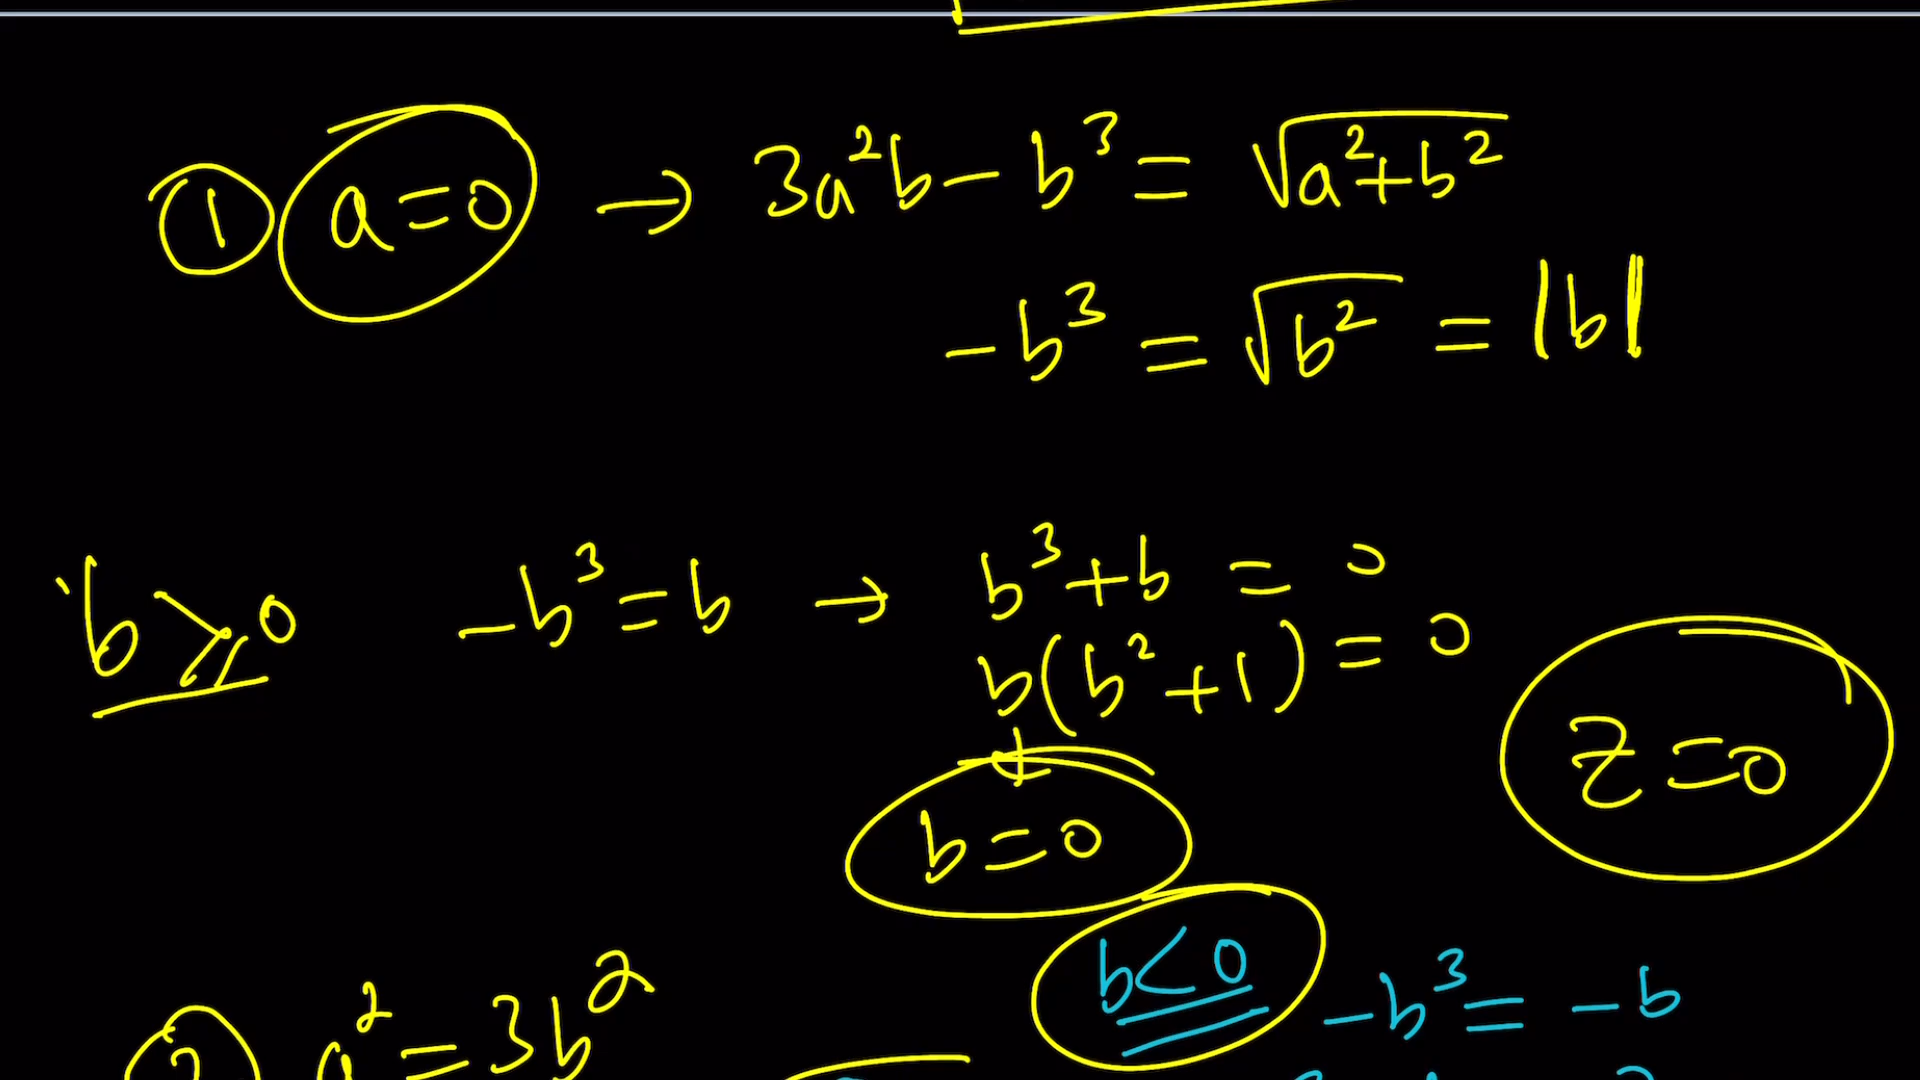 ① a=0 → 3a²b − b³ = √(a²+b²)
−b³ = √(b²) = |b|
b⩾0 −b³ = b → b³+b = 0
b(b²+1) = 0
z=0
b=0
b<0 −b³ = −b
② a² = 3b²